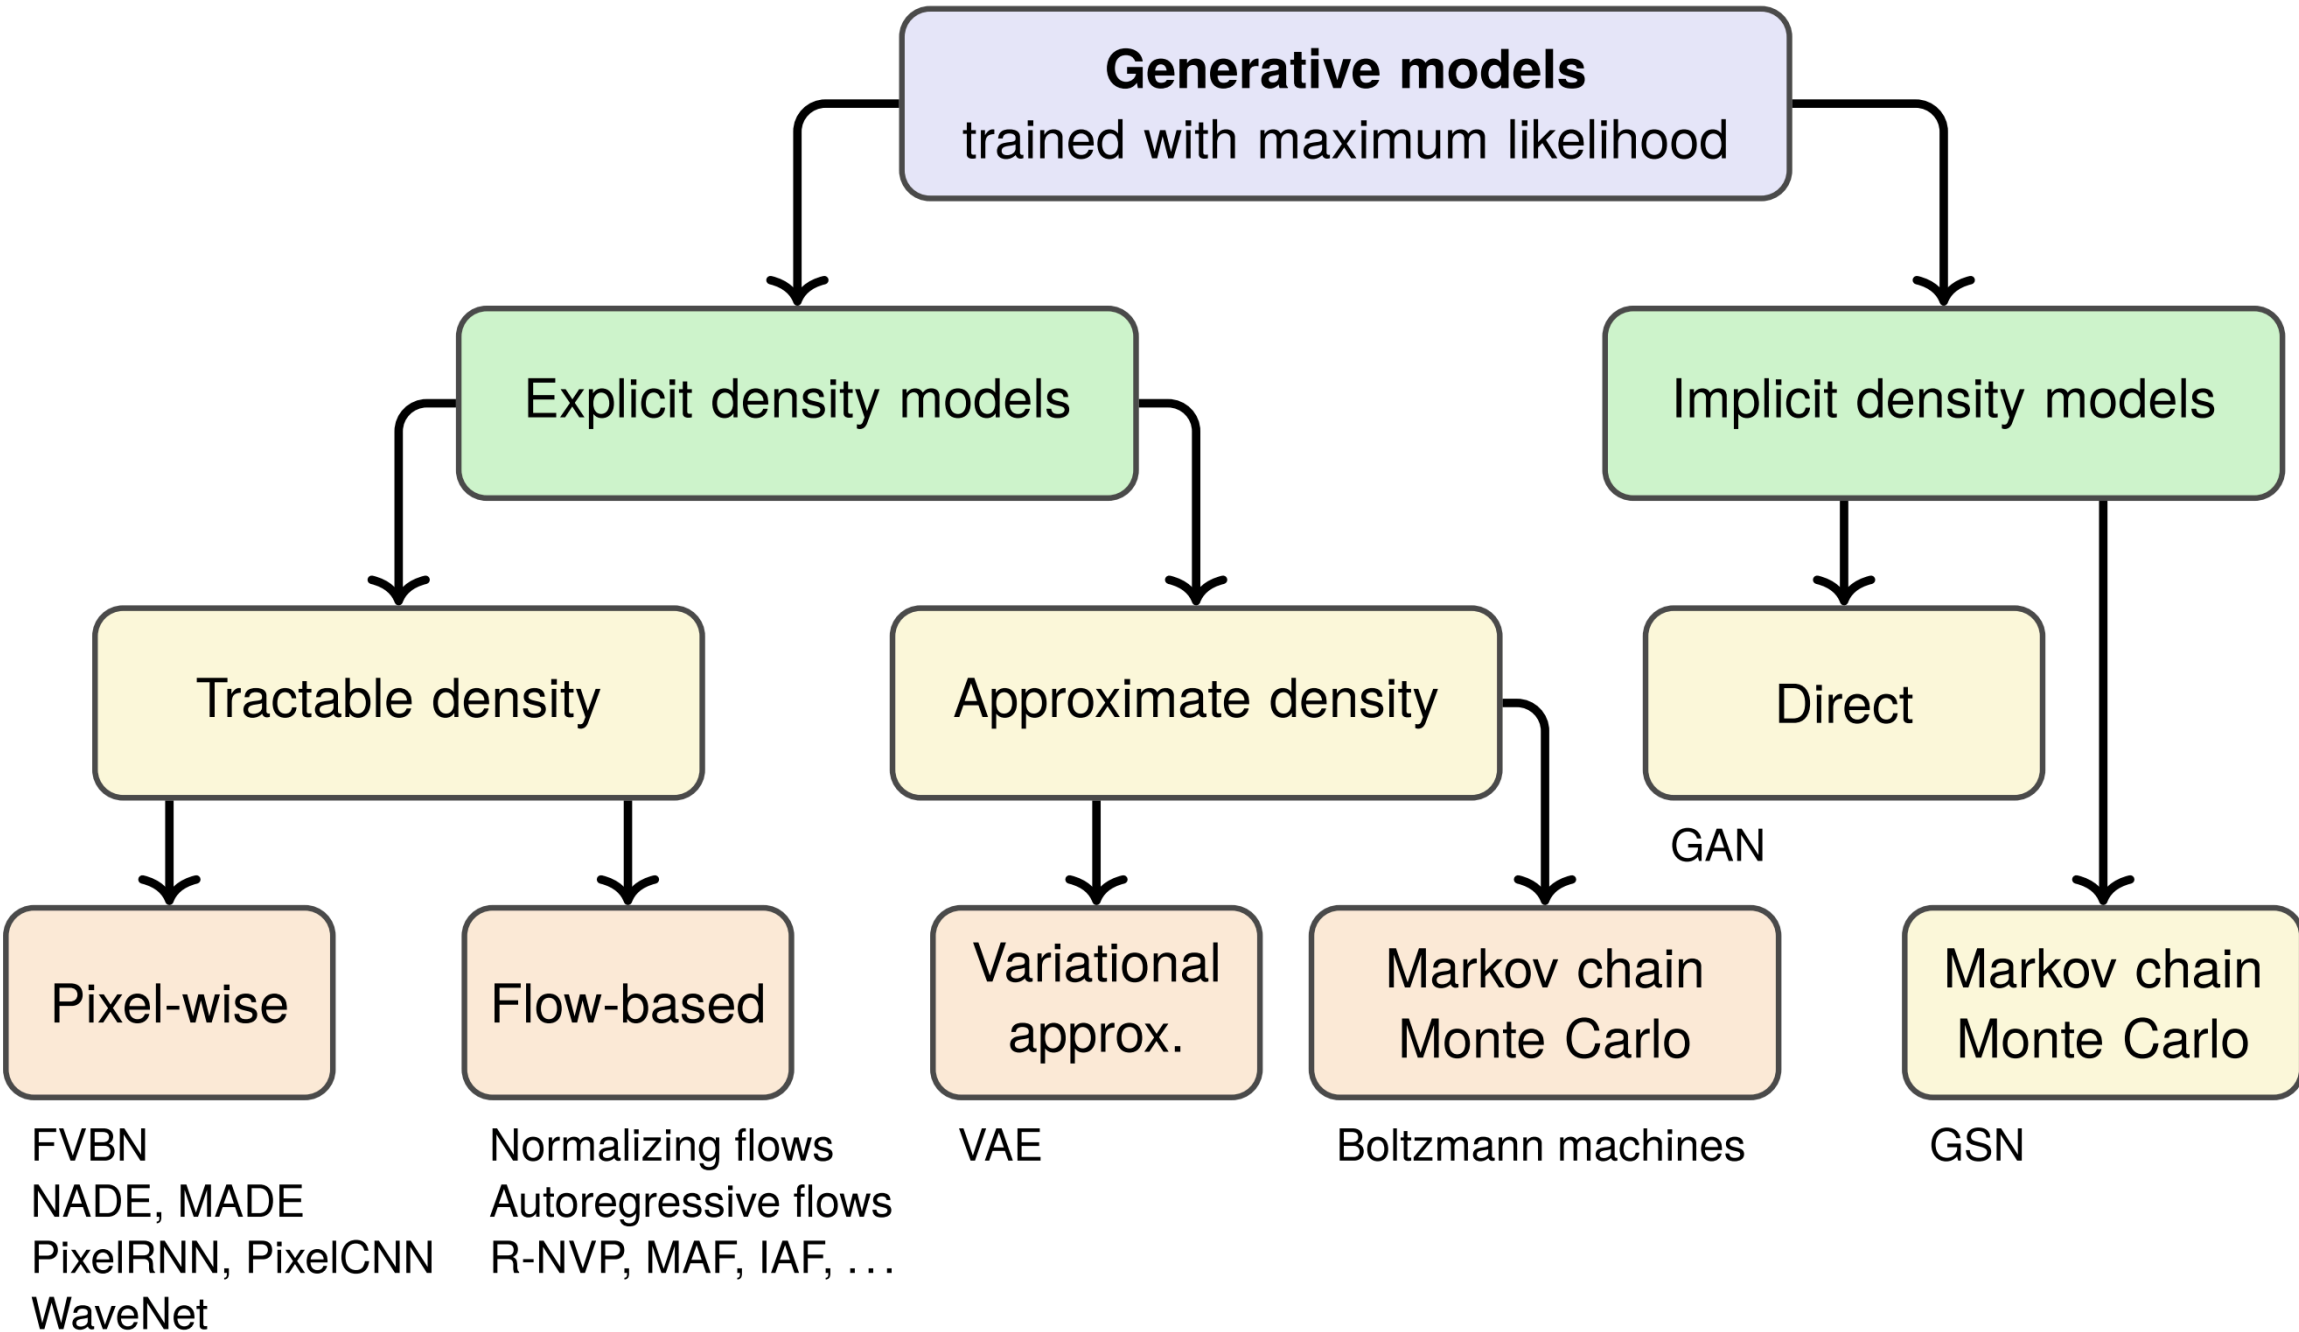 Generative models
trained with maximum likelihood
Explicit density models
Implicit density models
Tractable density
Approximate density
Direct
GAN
Pixel-wise
Flow-based
Variational
approx.
Markov chain
Monte Carlo
Markov chain
Monte Carlo
FVBN
NADE, MADE
PixelRNN, PixelCNN
WaveNet
Normalizing flows
Autoregressive flows
R-NVP, MAF, IAF, ...
VAE
Boltzmann machines
GSN